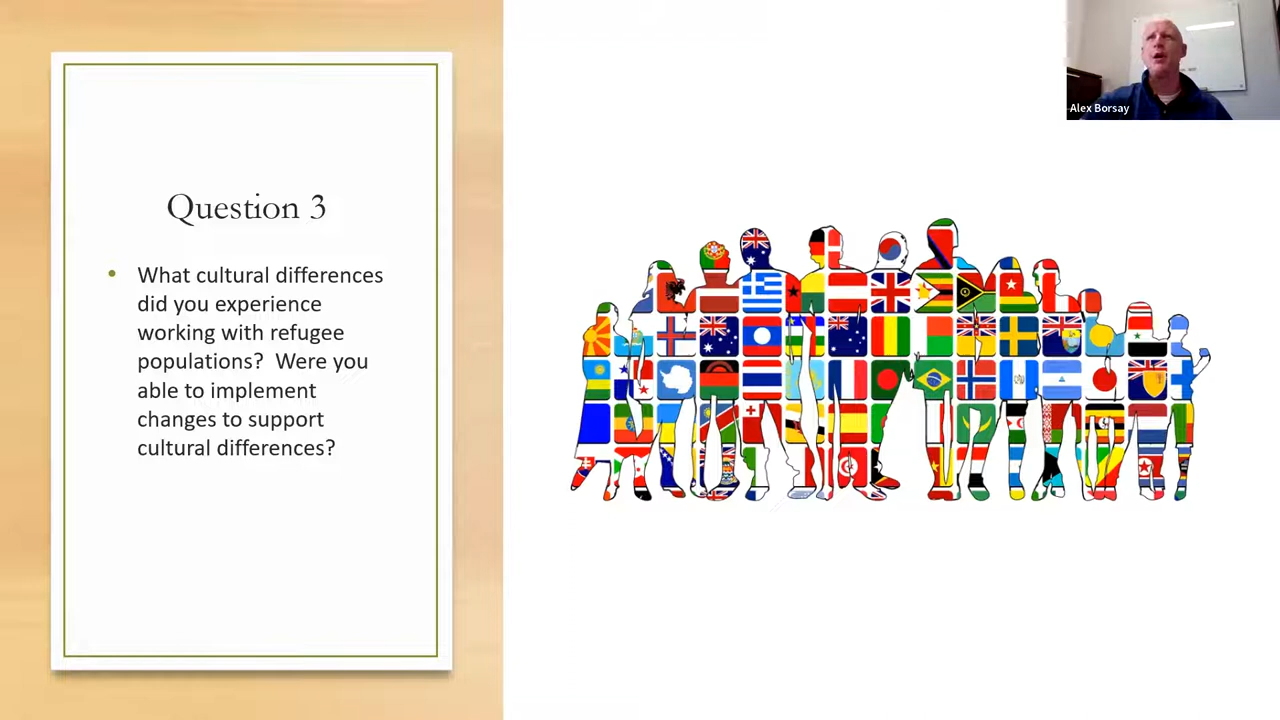 Alex Borsay
Question 3
• What cultural differences
did you experience
working with refugee
populations?  Were you
able to implement
changes to support
cultural differences?